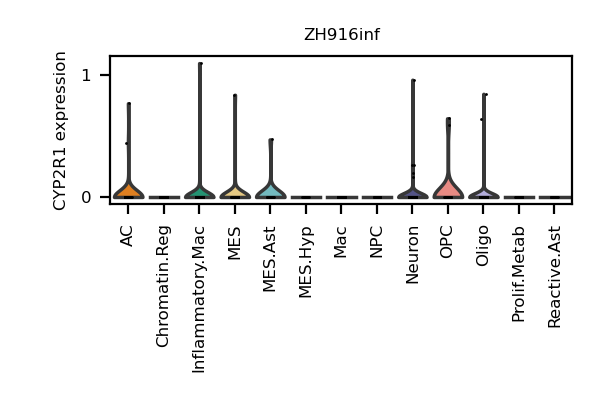 ZH916inf
CYP2R1 expression
1
0
AC
Chromatin.Reg
Inflammatory.Mac
MES
MES.Ast
MES.Hyp
Mac
NPC
Neuron
OPC
Oligo
Prolif.Metab
Reactive.Ast